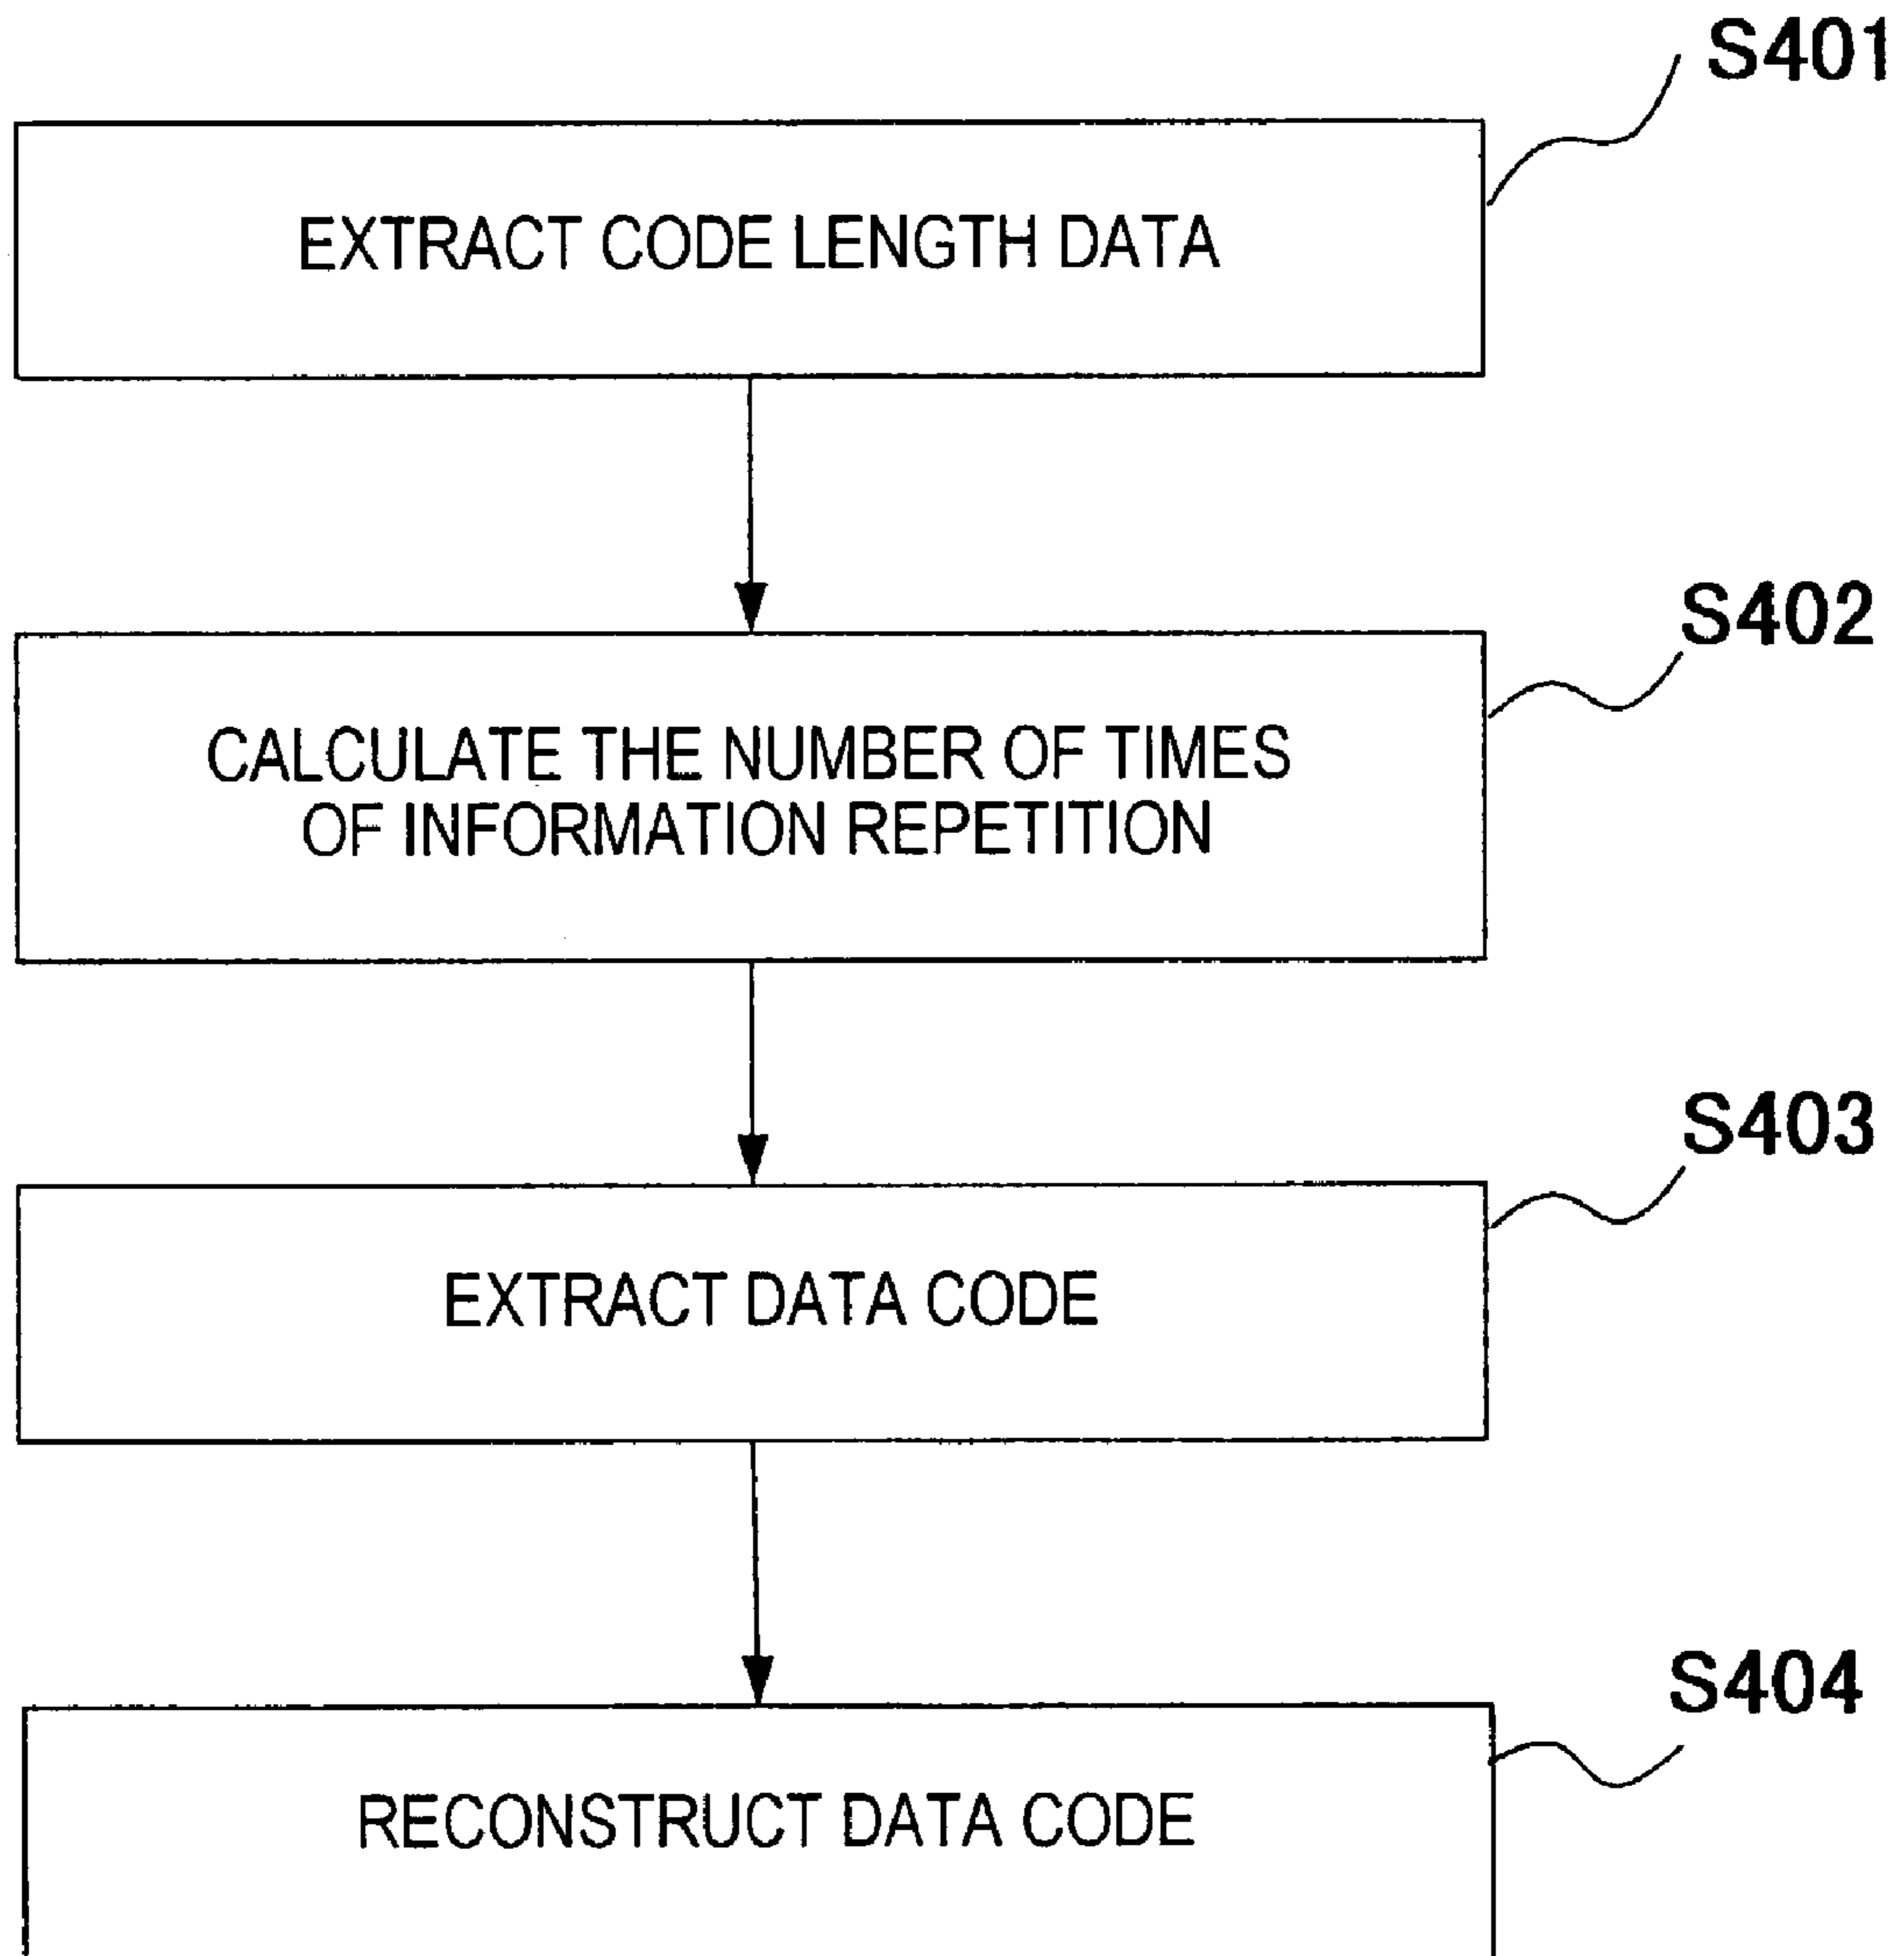 S401
EXTRACT CODE LENGTH DATA
S402
CALCULATE THE NUMBER OF TIMES
OF INFORMATION REPETITION
S403
EXTRACT DATA CODE
S404
RECONSTRUCT DATA CODE